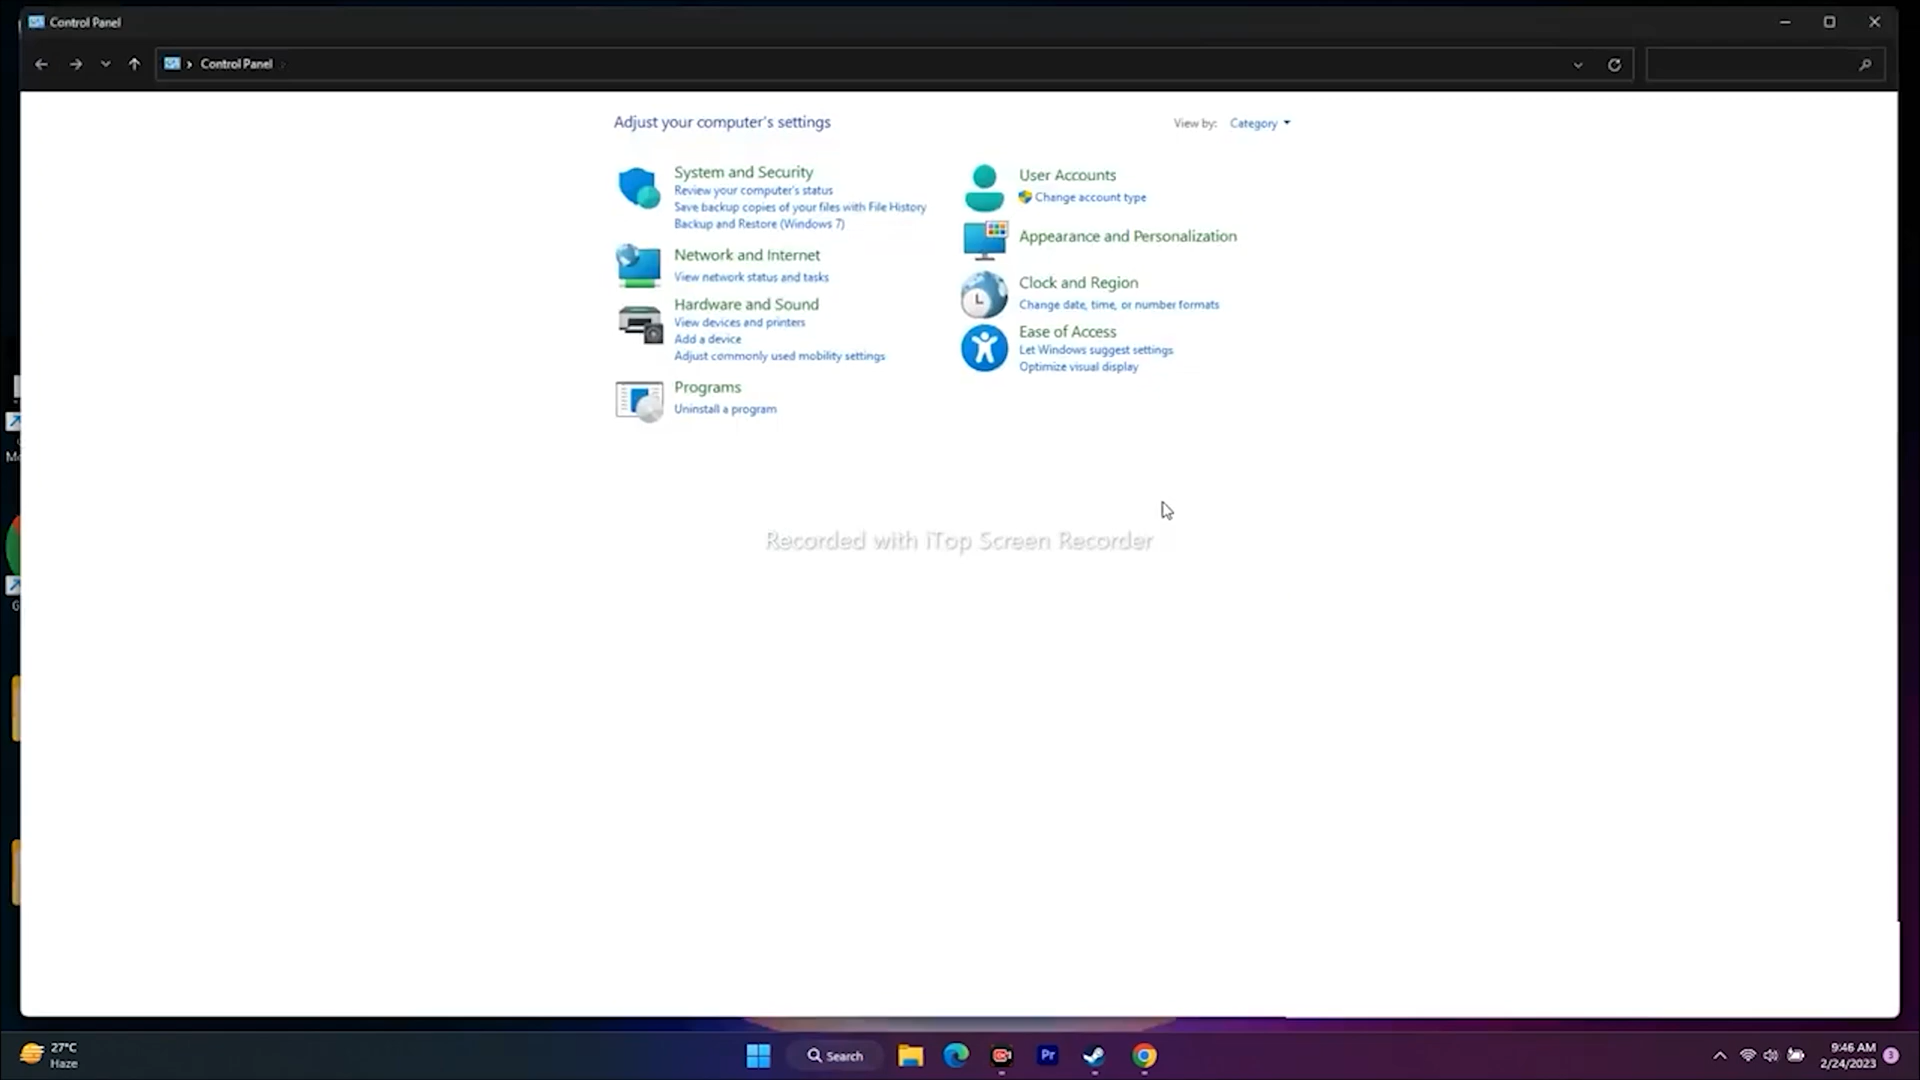 Control Panel
Control Panel
Adjust your computer's settings
View by: Category
System and Security
Review your computer's status
Save backup copies of your files with File History
Backup and Restore (Windows 7)
Network and Internet
View network status and tasks
Hardware and Sound
View devices and printers
Add a device
Adjust commonly used mobility settings
Programs
Uninstall a program
User Accounts
Change account type
Appearance and Personalization
Clock and Region
Change date, time, or number formats
Ease of Access
Let Windows suggest settings
Optimize visual display
Recorded with iTop Screen Recorder
27°C
Haze
Search
Pr
9:46 AM
2/24/2023
3